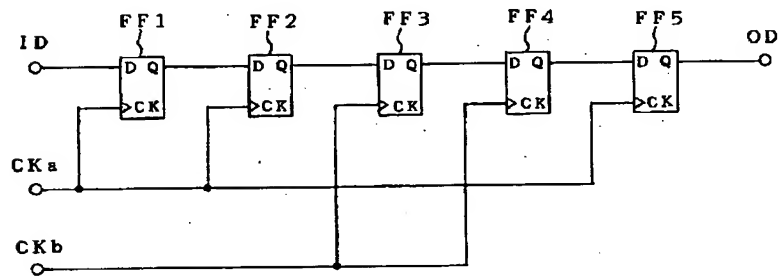 FF1 FF2 FF3 FF4 FF5
ID OD
D Q D Q D Q D Q D Q
CK CK CK CK CK
CKa
CKb